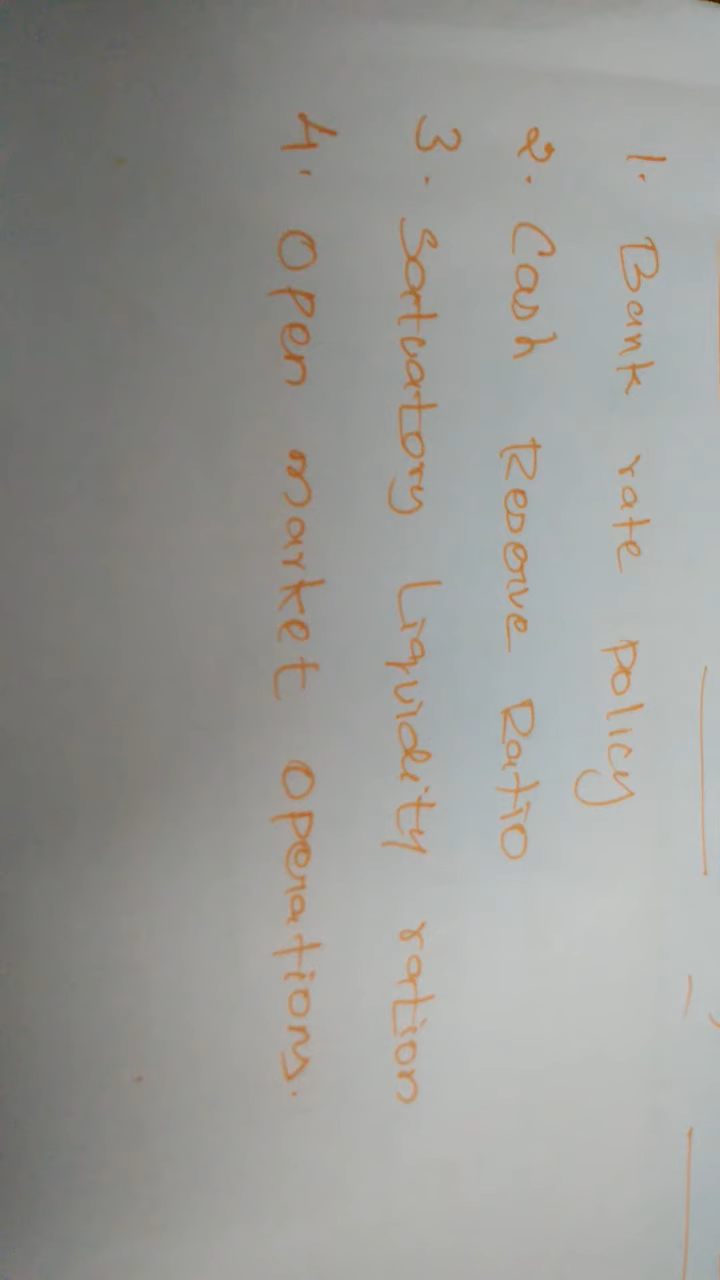 1. Bank rate policy
2. Cash Reserve Ratio
3. Sartuatory Liquidity ration
4. Open market operations.